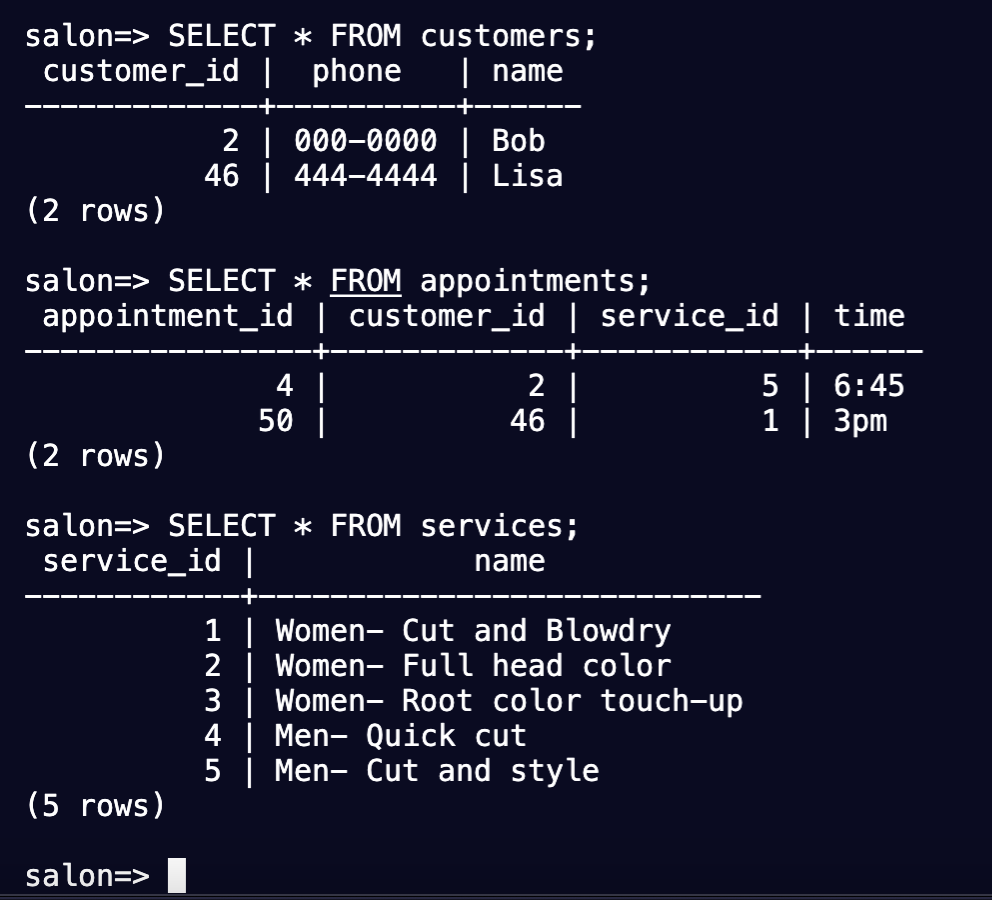 salon=> SELECT * FROM customers;
 customer_id |  phone   | name
-------------+----------+------
           2 | 000-0000 | Bob
          46 | 444-4444 | Lisa
(2 rows)

salon=> SELECT * FROM appointments;
 appointment_id | customer_id | service_id | time
----------------+-------------+------------+------
              4 |           2 |          5 | 6:45
             50 |          46 |          1 | 3pm
(2 rows)

salon=> SELECT * FROM services;
 service_id |            name
------------+----------------------------
          1 | Women- Cut and Blowdry
          2 | Women- Full head color
          3 | Women- Root color touch-up
          4 | Men- Quick cut
          5 | Men- Cut and style
(5 rows)

salon=>